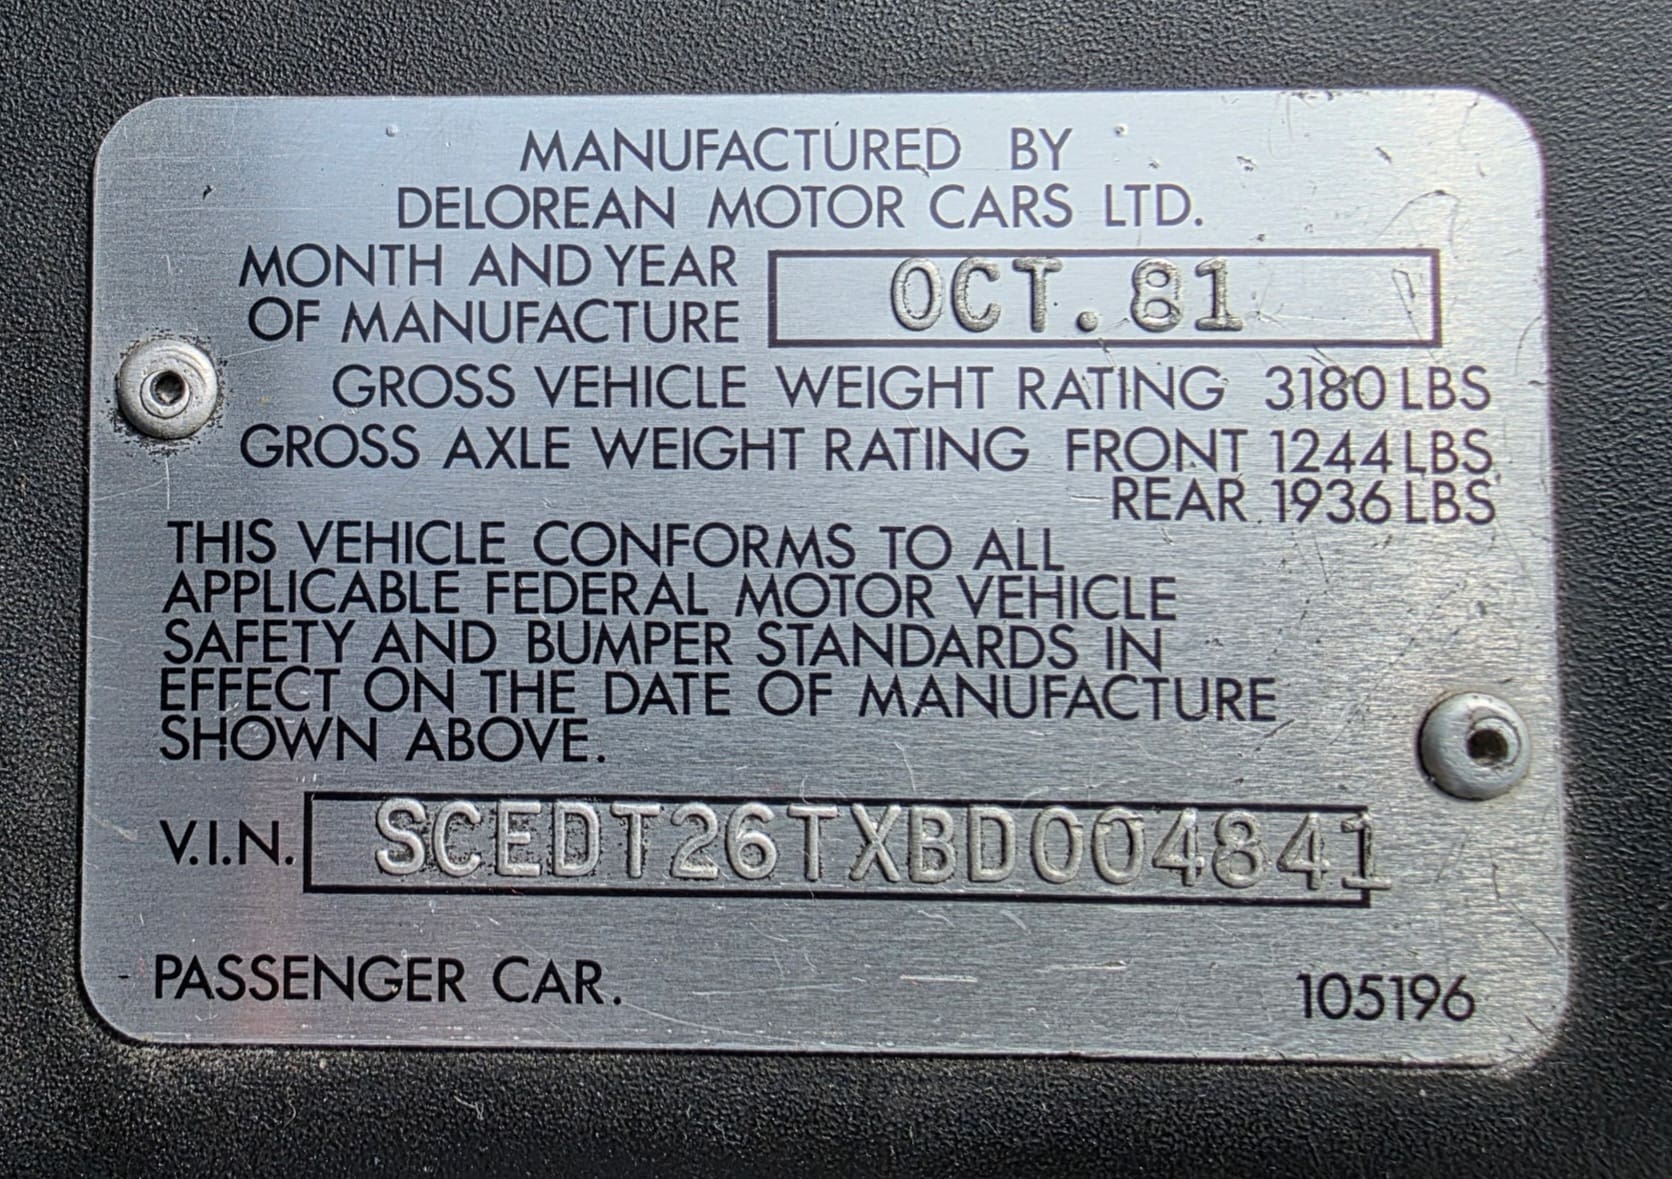 MANUFACTURED BY
DELOREAN MOTOR CARS LTD.
MONTH AND YEAR
OF MANUFACTURE OCT. 81
GROSS VEHICLE WEIGHT RATING 3180 LBS
GROSS AXLE WEIGHT RATING FRONT 1244 LBS
REAR 1936 LBS
THIS VEHICLE CONFORMS TO ALL
APPLICABLE FEDERAL MOTOR VEHICLE
SAFETY AND BUMPER STANDARDS IN
EFFECT ON THE DATE OF MANUFACTURE
SHOWN ABOVE.
V.I.N. SCEDT26TXBD004841
PASSENGER CAR. 105196